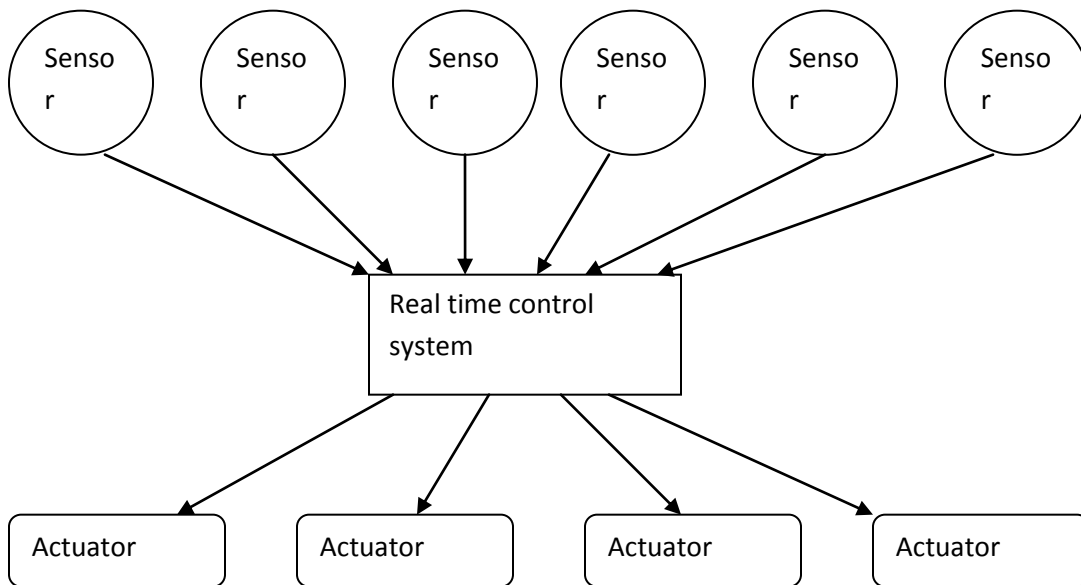 Senso
r
Senso
r
Senso
r
Senso
r
Senso
r
Senso
r
Real time control
system
Actuator
Actuator
Actuator
Actuator